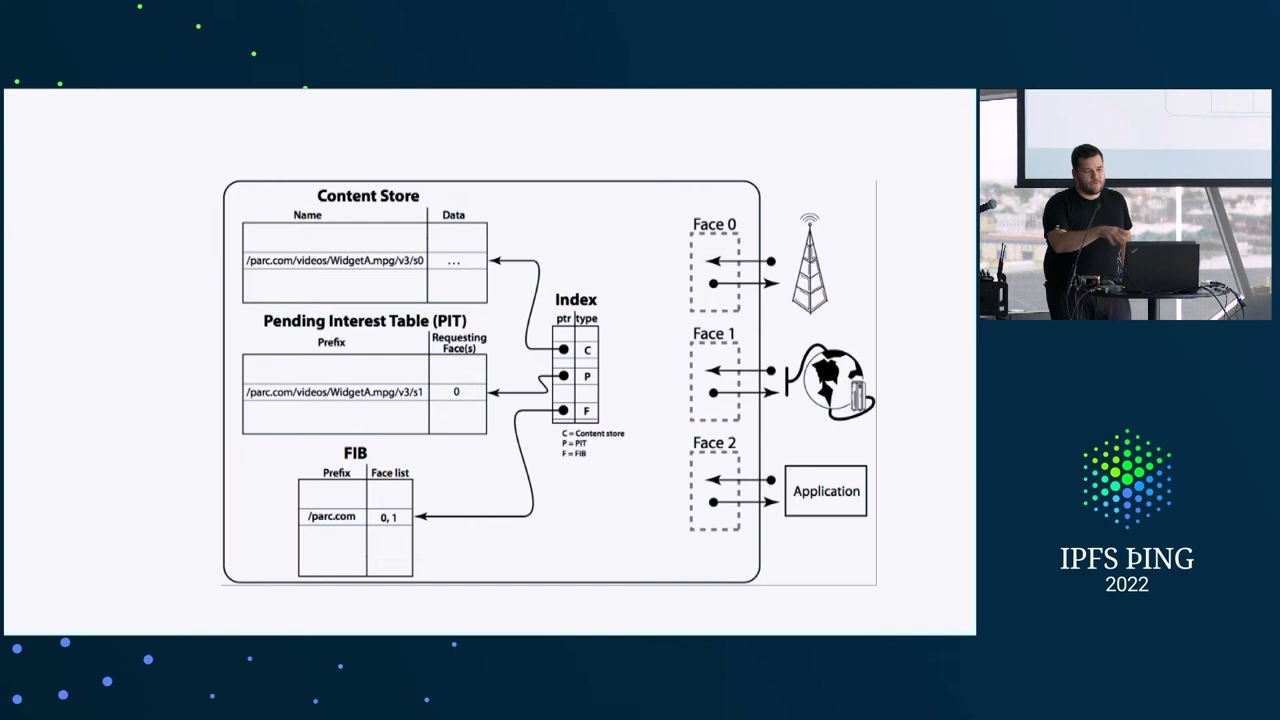 Content Store
Name Data
/parc.com/videos/WidgetA.mpg/v3/s0 ...
Pending Interest Table (PIT)
Prefix Requesting Face(s)
/parc.com/videos/WidgetA.mpg/v3/s1 0
FIB
Prefix Face list
/parc.com 0, 1
Index
ptr type
C
P
F
C = Content store
P = PIT
F = FIB
Face 0
Face 1
Face 2
Application
IPFS ÞING
2022